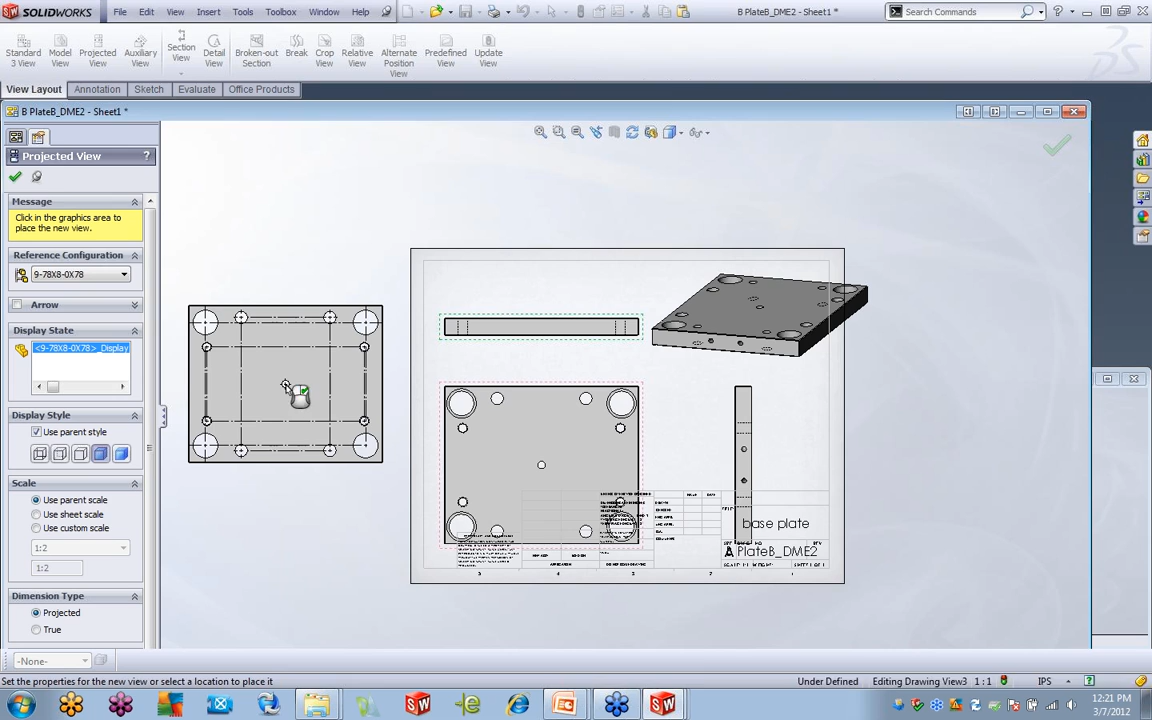 SOLIDWORKS File Edit View Insert Tools Toolbox Window Help B PlateB_DME2 - Sheet1 * Search Commands
Standard 3 View
Model View
Projected View
Auxiliary View
Section View
Detail View
Broken-out Section
Break
Crop View
Relative View
Alternate Position View
Predefined View
Update View
View Layout Annotation Sketch Evaluate Office Products
B PlateB_DME2 - Sheet1 *
Projected View ?
Message
Click in the graphics area to
place the new view.
Reference Configuration
9-78X8-0X78
Arrow
Display State
<9-78X8-0X78>_Display
Display Style
Use parent style
Scale
Use parent scale
Use sheet scale
Use custom scale
1:2
1:2
Dimension Type
Projected
True
-None-
base plate
A PlateB_DME2
Set the properties for the new view or select a location to place it Under Defined Editing Drawing View3 1 : 1 IPS
12:21 PM
3/7/2012